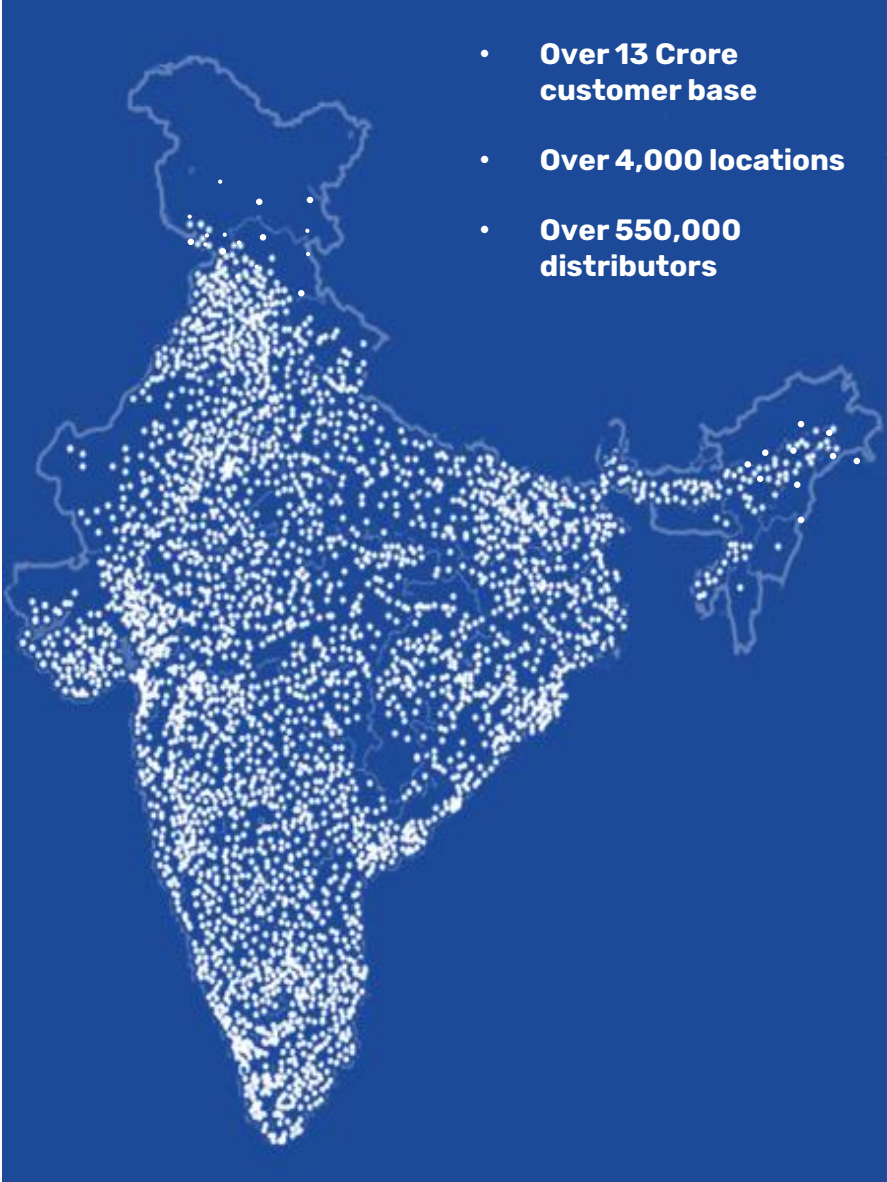 • Over 13 Crore
customer base
• Over 4,000 locations
• Over 550,000
distributors